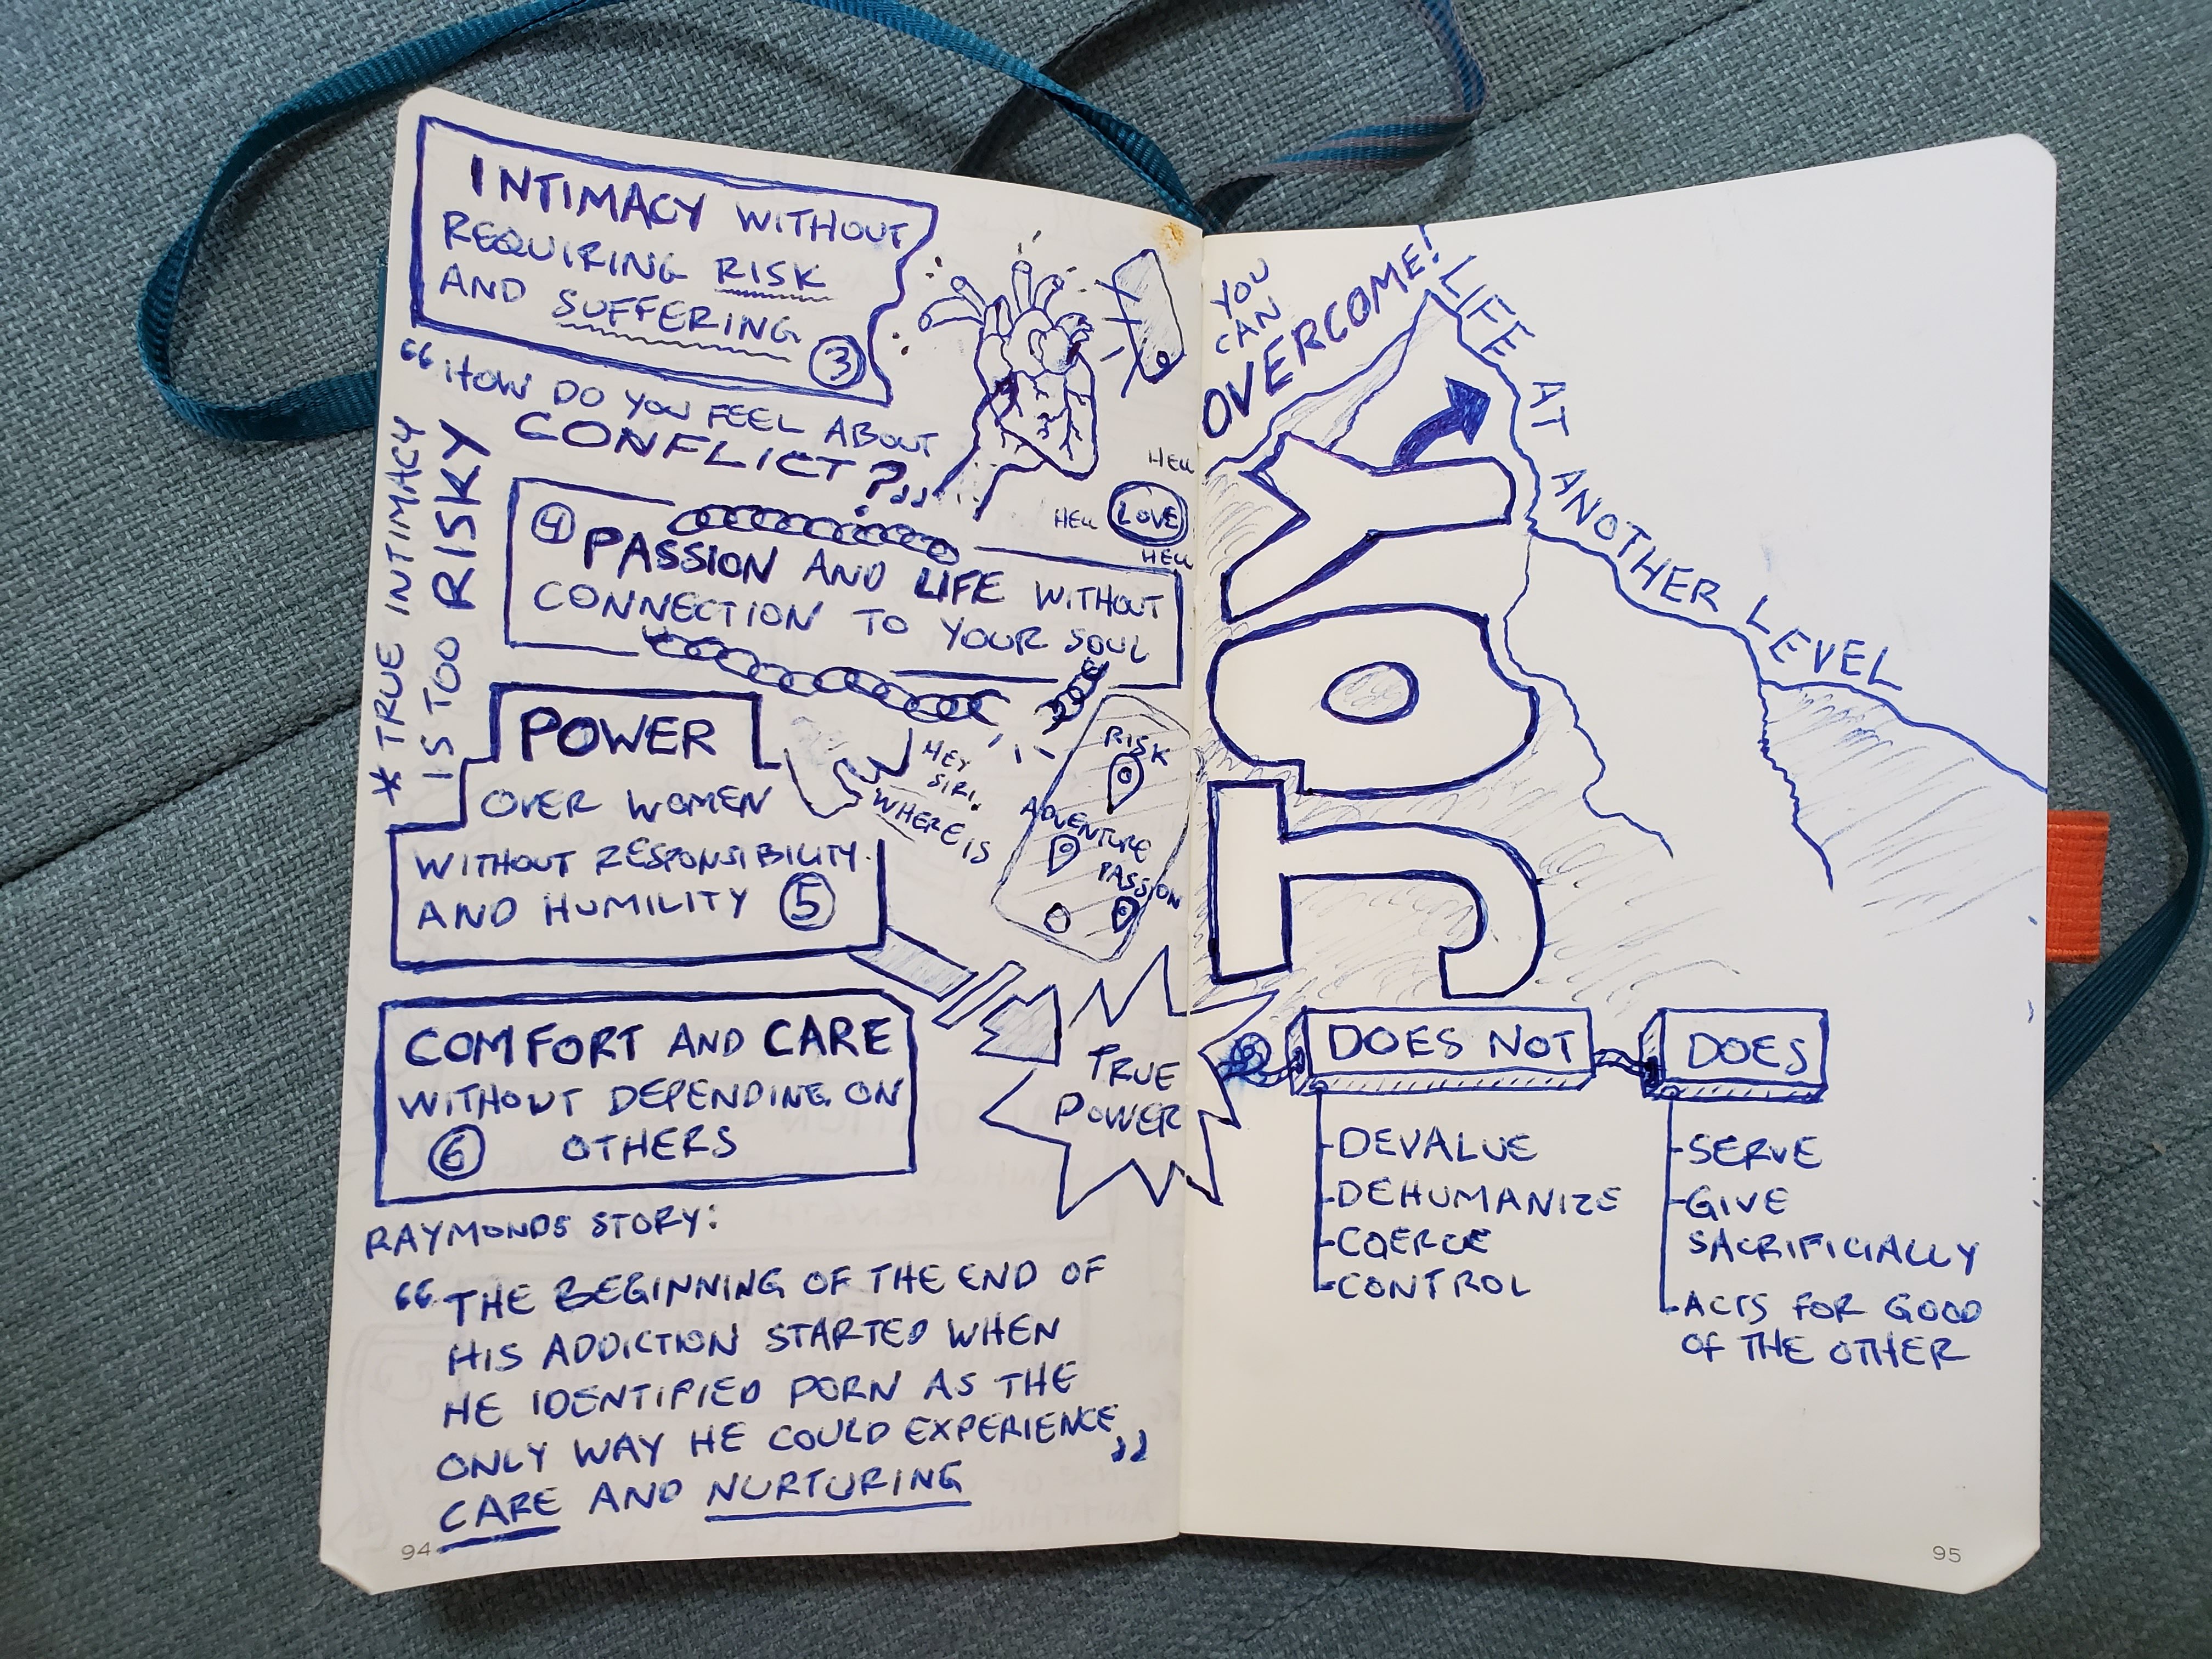 INTIMACY WITHOUT
REQUIRING RISK
AND SUFFERING
3
"HOW DO YOU FEEL ABOUT
CONFLICT?"
* TRUE INTIMACY
IS TOO RISKY
HELL
HELL LOVE
HELL
4 PASSION AND LIFE WITHOUT
CONNECTION TO YOUR SOUL
POWER
OVER WOMEN
WITHOUT RESPONSIBILITY
AND HUMILITY 5
HEY
SIRI,
WHERE IS
RISK
ADVENTURE
PASSION
COMFORT AND CARE
WITHOUT DEPENDING ON
6 OTHERS
TRUE
POWER
RAYMONDS STORY:
"THE BEGINNING OF THE END OF
HIS ADDICTION STARTED WHEN
HE IDENTIFIED PORN AS THE
ONLY WAY HE COULD EXPERIENCE
CARE AND NURTURING"
94
YOU
CAN
OVERCOME!
LIFE AT ANOTHER LEVEL
JOY
DOES NOT
-DEVALUE
-DEHUMANIZE
-COERCE
-CONTROL
DOES
-SERVE
-GIVE
SACRIFICIALLY
-ACTS FOR GOOD
OF THE OTHER
95